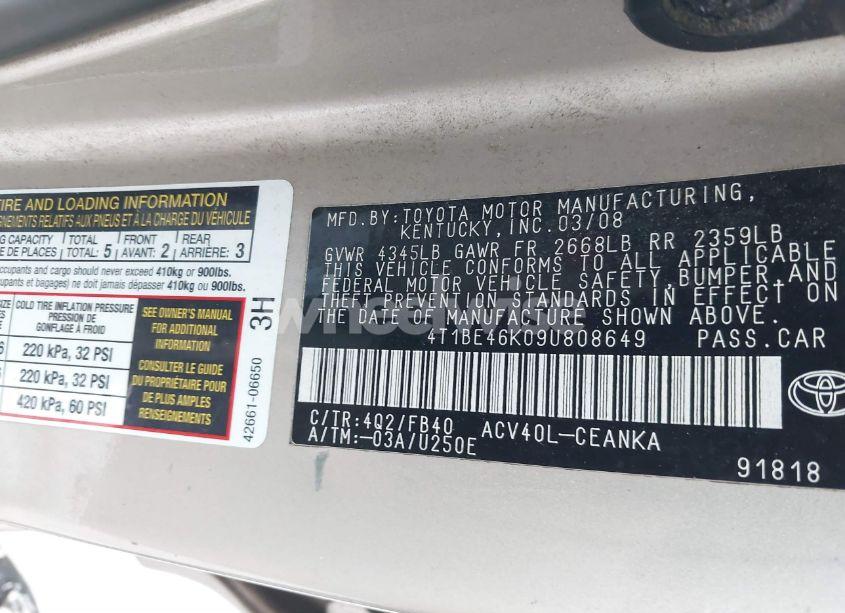 TIRE AND LOADING INFORMATION
RENSEIGNEMENTS RELATIFS AUX PNEUS ET À LA CHARGE DU VÉHICULE
CAPACITY TOTAL FRONT REAR
DE PLACES TOTAL: 5 AVANT: 2 ARRIÈRE: 3
occupants and cargo should never exceed 410kg or 900lbs.
occupants et bagages) ne doit jamais dépasser 410 kg ou 900lbs.
COLD TIRE INFLATION PRESSURE
PRESSION DE
GONFLAGE À FROID
220 kPa, 32 PSI
220 kPa, 32 PSI
420 kPa, 60 PSI
SEE OWNER'S MANUAL
FOR ADDITIONAL
INFORMATION
CONSULTER LE GUIDE
DU PROPRIÉTAIRE POUR
DE PLUS AMPLES
RENSEIGNEMENTS
3H
42661-06650
MFD.BY:TOYOTA MOTOR MANUFACTURING,
KENTUCKY,INC.03/08
GVWR 4345LB GAWR FR 2668LB RR 2359LB
THIS VEHICLE CONFORMS TO ALL APPLICABLE
FEDERAL MOTOR VEHICLE SAFETY,BUMPER,AND
THEFT PREVENTION STANDARDS IN EFFECT ON
THE DATE OF MANUFACTURE SHOWN ABOVE.
4T1BE46K09U808649 PASS.CAR
C/TR:4Q2/FB40 ACV40L-CEANKA
A/TM:-03A/U250E
91818